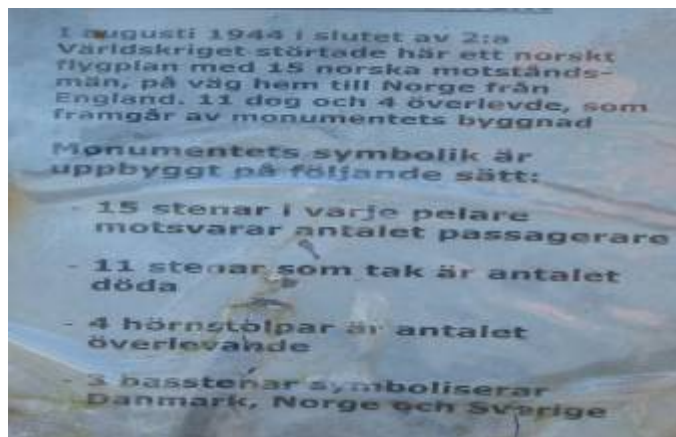 I augusti 1944 i slutet av 2:a
Världskriget störtade här ett norskt
flygplan med 15 norska motstånds-
män, på väg hem till Norge från
England. 11 dog och 4 överlevde, som
framgår av monumentets byggnad
Monumentets symbolik är
uppbyggt på följande sätt:
- 15 stenar i varje pelare
motsvarar antalet passagerare
- 11 stenar som tak är antalet
döda
- 4 hörnstolpar är antalet
överlevande
- 3 basstenar symboliserar
Danmark, Norge och Sverige